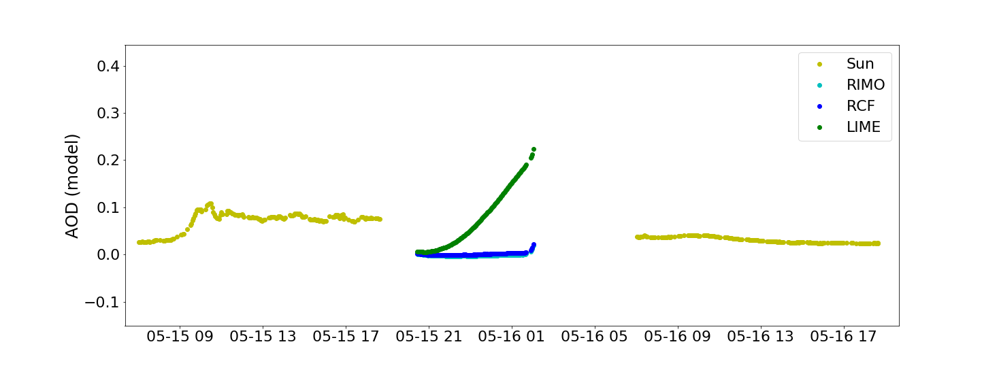 AOD (model)
0.4
0.3
0.2
0.1
0.0
−0.1
Sun
RIMO
RCF
LIME
05-15 09 05-15 13 05-15 17 05-15 21 05-16 01 05-16 05 05-16 09 05-16 13 05-16 17